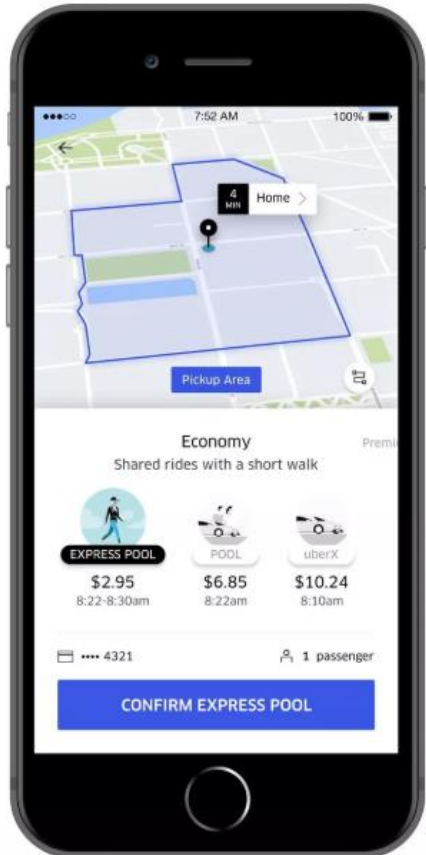 7:52 AM
100%
4
MIN
Home
Pickup Area
Economy
Premi
Shared rides with a short walk
EXPRESS POOL
POOL
uberX
$2.95
$6.85
$10.24
8:22-8:30am
8:22am
8:10am
•••• 4321
1 passenger
CONFIRM EXPRESS POOL